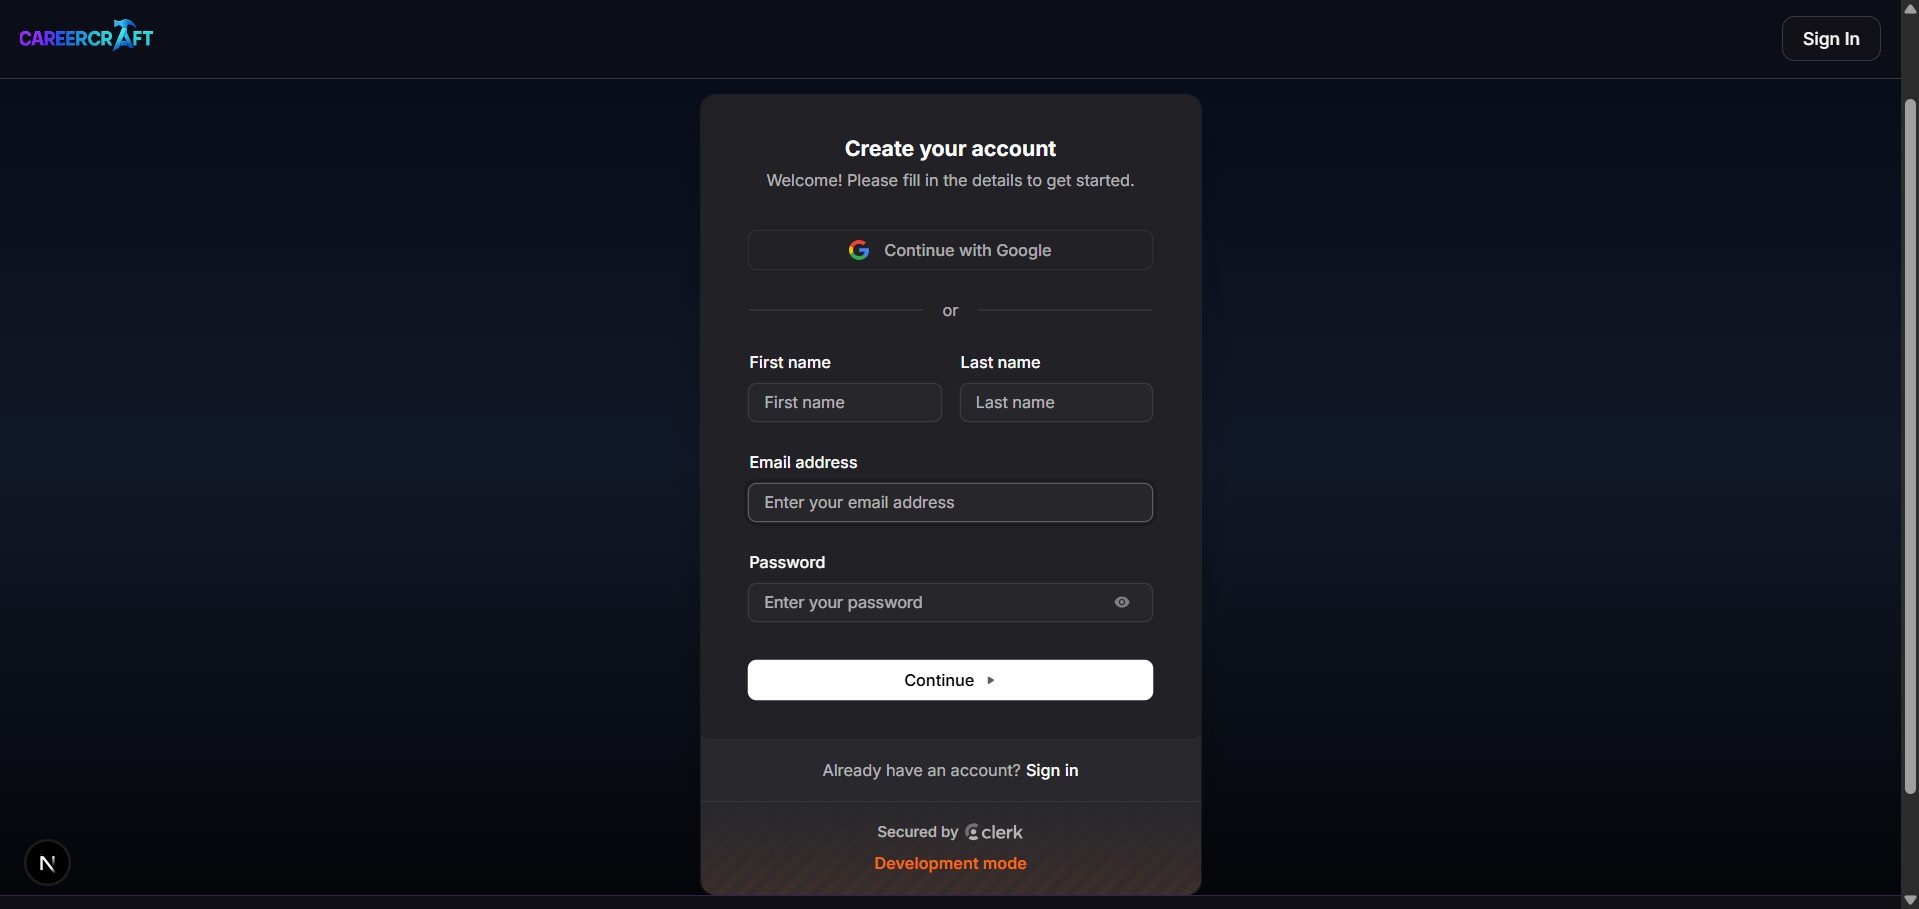 CAREERCRAFT
Sign In
Create your account
Welcome! Please fill in the details to get started.
Continue with Google
or
First name Last name
First name Last name
Email address
Enter your email address
Password
Enter your password
Continue
Already have an account? Sign in
Secured by clerk
Development mode
N